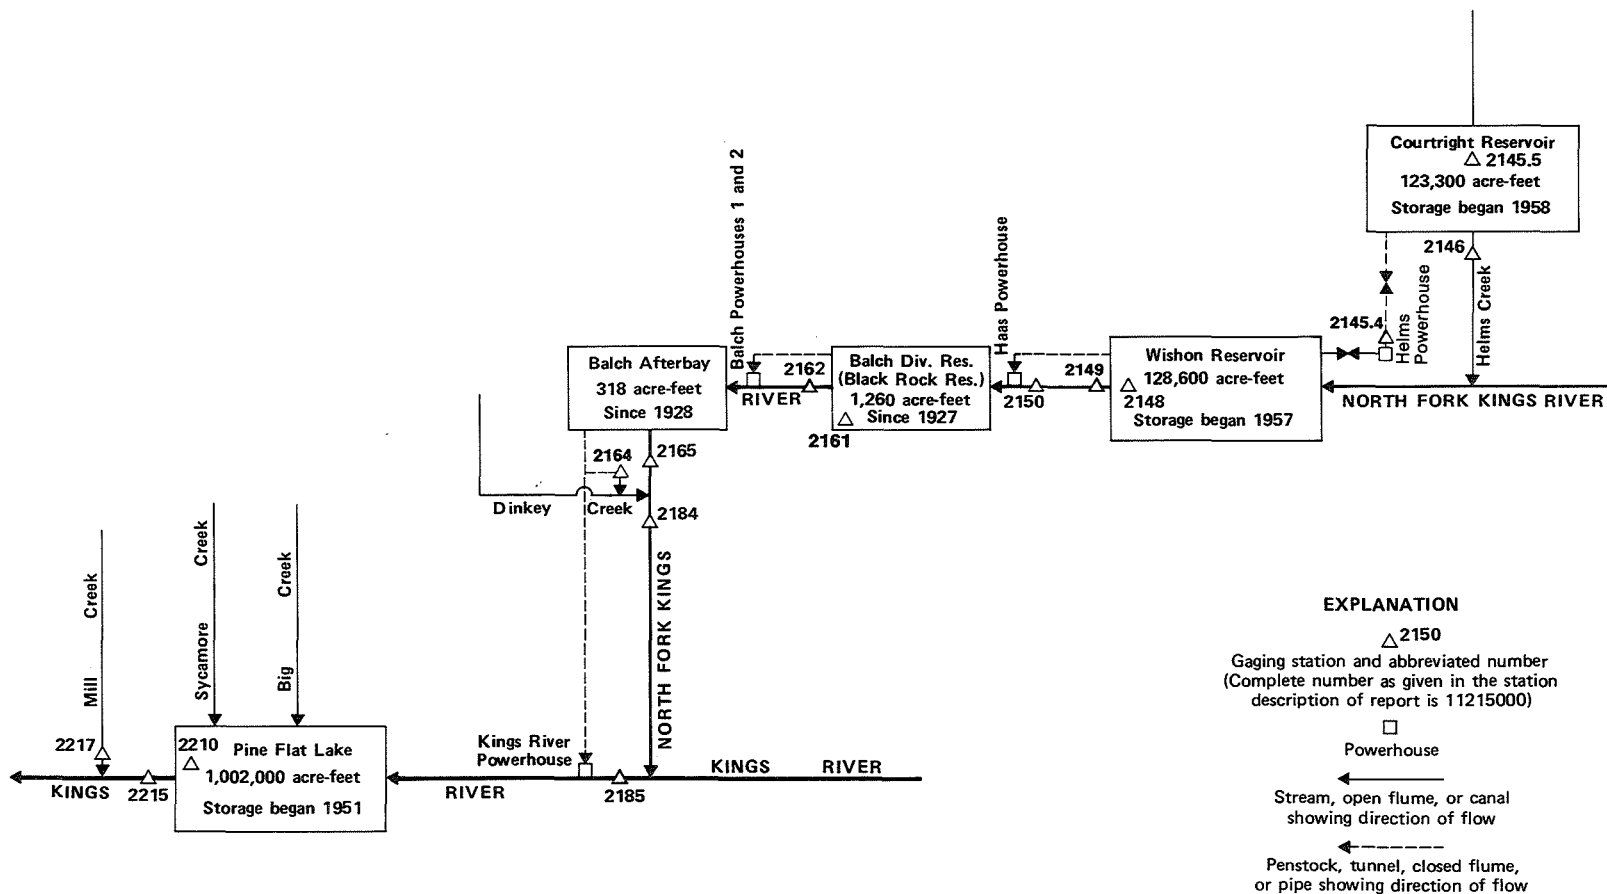 Courtright Reservoir
2145.5
123,300 acre-feet
Storage began 1958
2146
Helms Creek
Helms
Powerhouse
2145.4
NORTH FORK KINGS RIVER
Wishon Reservoir
128,600 acre-feet
2148
Storage began 1957
2149
2150
Haas Powerhouse
Balch Div. Res.
(Black Rock Res.)
1,260 acre-feet
Since 1927
2161
2162
RIVER
Balch Powerhouses 1 and 2
Balch Afterbay
318 acre-feet
Since 1928
2164
2165
Dinkey Creek
2184
NORTH FORK KINGS
Mill Creek
Sycamore Creek
Big Creek
2217
2210
Pine Flat Lake
1,002,000 acre-feet
Storage began 1951
KINGS
2215
Kings River
Powerhouse
RIVER
2185
KINGS RIVER
EXPLANATION
2150
Gaging station and abbreviated number
(Complete number as given in the station
description of report is 11215000)
Powerhouse
Stream, open flume, or canal
showing direction of flow
Penstock, tunnel, closed flume,
or pipe showing direction of flow